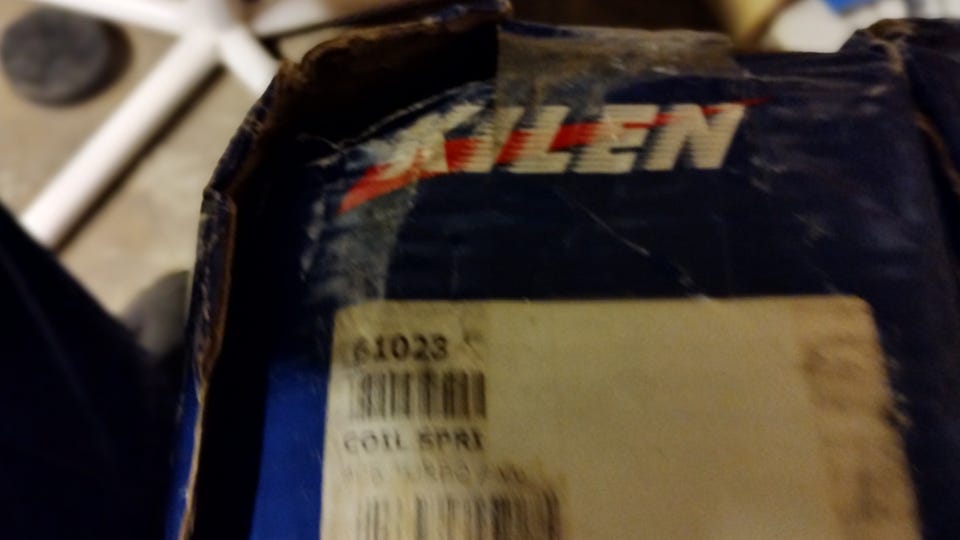 KILEN
61023
COIL SPRI